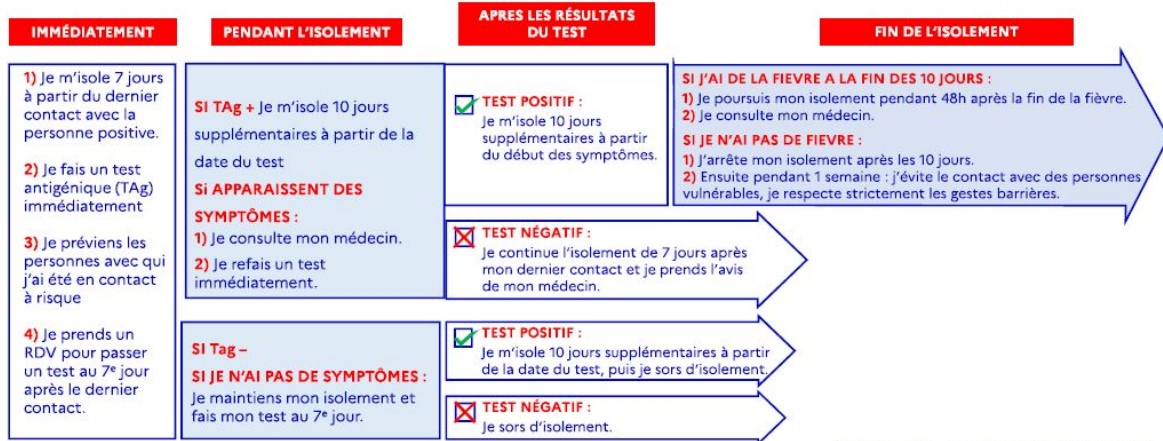 IMMÉDIATEMENT
PENDANT L'ISOLEMENT
APRES LES RÉSULTATS
DU TEST
FIN DE L'ISOLEMENT
1) Je m'isole 7 jours
à partir du dernier
contact avec la
personne positive.
2) Je fais un test
antigénique (TAg)
immédiatement
3) Je préviens les
personnes avec qui
j'ai été en contact
à risque
4) Je prends un
RDV pour passer
un test au 7e jour
après le dernier
contact.
SI TAg + Je m'isole 10 jours
supplémentaires à partir de la
date du test
Si APPARAISSENT DES
SYMPTÔMES :
1) Je consulte mon médecin.
2) Je refais un test
immédiatement.
SI Tag –
SI JE N'AI PAS DE SYMPTÔMES :
Je maintiens mon isolement et
fais mon test au 7e jour.
TEST POSITIF :
Je m'isole 10 jours
supplémentaires à partir
du début des symptômes.
TEST NÉGATIF :
Je continue l'isolement de 7 jours après
mon dernier contact et je prends l'avis
de mon médecin.
TEST POSITIF :
Je m'isole 10 jours supplémentaires à partir
de la date du test, puis je sors d'isolement.
TEST NÉGATIF :
Je sors d'isolement.
SI J'AI DE LA FIEVRE A LA FIN DES 10 JOURS :
1) Je poursuis mon isolement pendant 48h après la fin de la fièvre.
2) Je consulte mon médecin.
SI JE N'AI PAS DE FIEVRE :
1) J'arrête mon isolement après les 10 jours.
2) Ensuite pendant 1 semaine : j'évite le contact avec des personnes
vulnérables, je respecte strictement les gestes barrières.